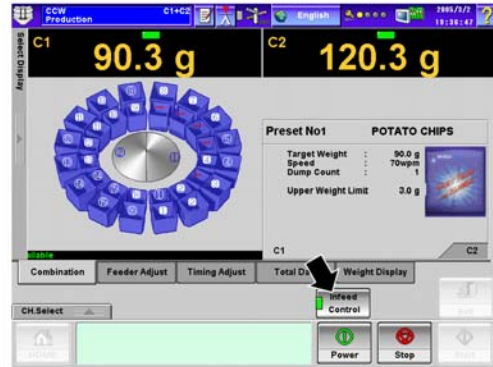 CCW
Production
C1+C2
English
2005/3/2
19:36:47
?
Select Display
C1
90.3 g
C2
120.3 g
Preset No1
POTATO CHIPS
Target Weight : 90.0 g
Speed : 70wpm
Dump Count : 1
Upper Weight Limit : 3.0 g
C1
C2
Combination
Feeder Adjust
Timing Adjust
Weight Display
CH.Select
Infeed
Control
HOME
Power
Stop